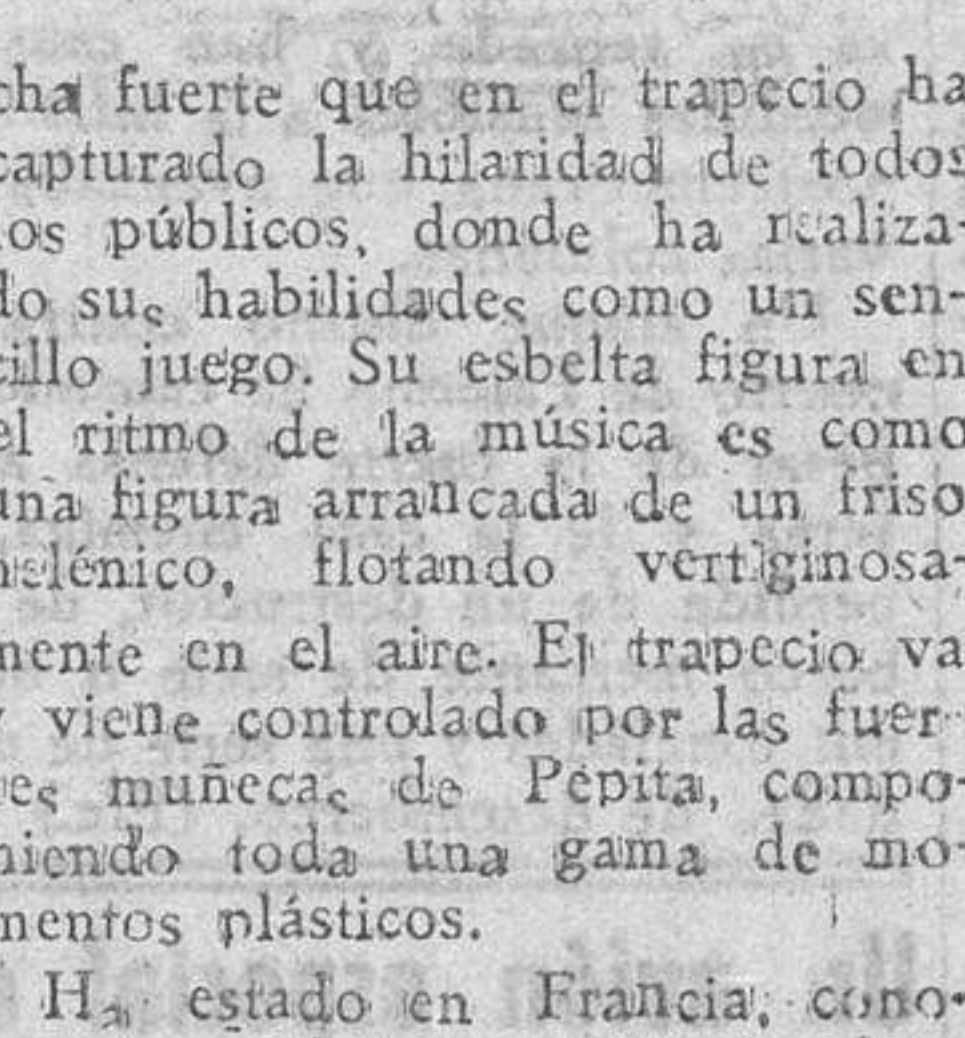 cha fuerte que en el trapecio ha
capturado la hilaridad de todos
los públicos, donde ha realiza-
do sus habilidades como un sen-
cillo juego. Su esbelta figura en
el ritmo de la música es como
una figura arrancada de un friso
helénico, flotando vertiginosa-
mente en el aire. El trapecio va
y viene controlado por las fuer-
tes muñecas de Pepita, compo-
niendo toda una gama de mo-
mentos plásticos.
Ha estado en Francia; cono-